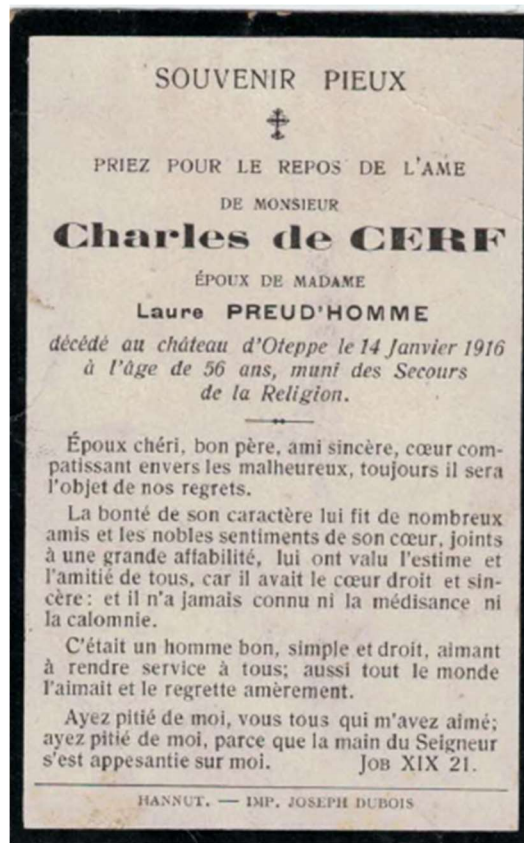 SOUVENIR PIEUX
PRIEZ POUR LE REPOS DE L'AME
DE MONSIEUR
Charles de CERF
ÉPOUX DE MADAME
Laure PREUD'HOMME
décédé au château d'Oteppe le 14 Janvier 1916
à l'âge de 56 ans, muni des Secours
de la Religion.
Époux chéri, bon père, ami sincère, cœur com-
patissant envers les malheureux, toujours il sera
l'objet de nos regrets.
La bonté de son caractère lui fit de nombreux
amis et les nobles sentiments de son cœur, joints
à une grande affabilité, lui ont valu l'estime et
l'amitié de tous, car il avait le cœur droit et sin-
cère: et il n'a jamais connu ni la médisance ni
la calomnie.
C'était un homme bon, simple et droit, aimant
à rendre service à tous; aussi tout le monde
l'aimait et le regrette amèrement.
Ayez pitié de moi, vous tous qui m'avez aimé;
ayez pitié de moi, parce que la main du Seigneur
s'est appesantie sur moi. JOB XIX 21.
HANNUT. — IMP. JOSEPH DUBOIS